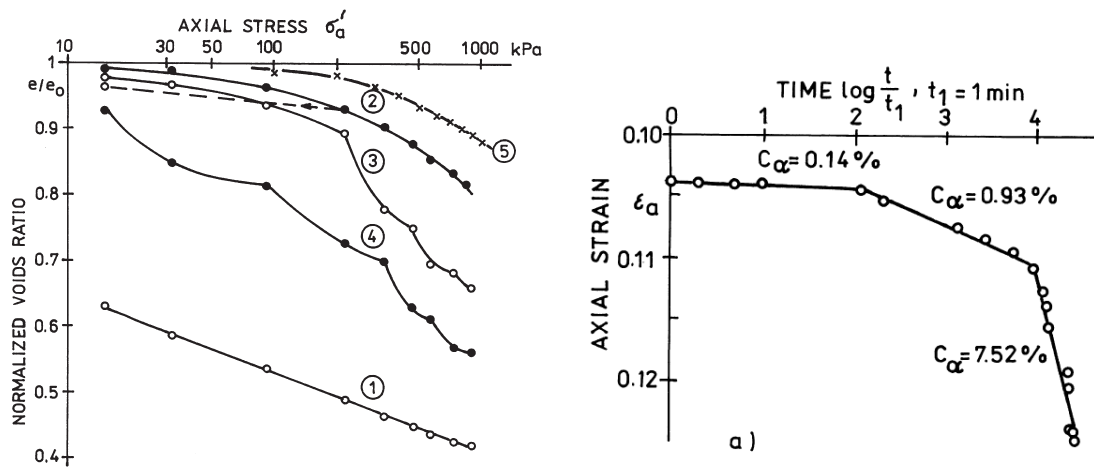 AXIAL STRESS σa′
10 30 50 100 500 1000 kPa
1
e/eo
0.9
0.8
0.7
0.6
0.5
0.4
NORMALIZED VOIDS RATIO
2
3
4
5
1
TIME log t/t1 , t1 = 1 min
0 1 2 3 4
0.10
0.11
0.12
AXIAL STRAIN εa
Cα = 0.14 %
Cα = 0.93 %
Cα = 7.52 %
a)